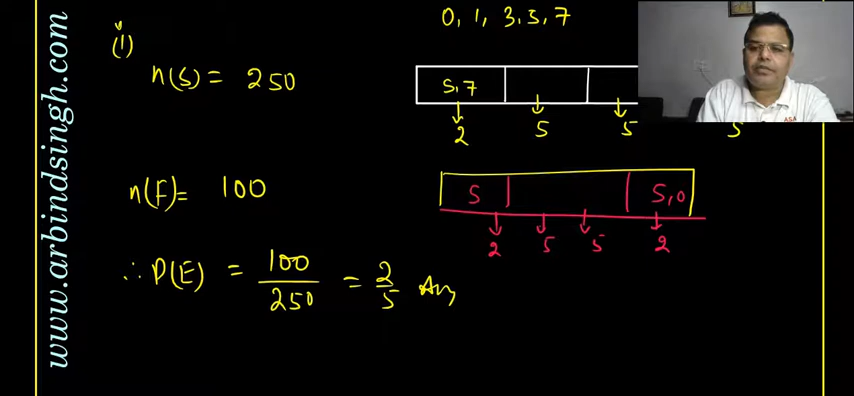 www.arbindsingh.com
(i)
0, 1, 3, 5, 7
n(S) = 250
5,7
2 5 5 5
ASA
n(F)= 100
5 5,0
2 5 5 2
∴ P(E) = 100/250 = 2/5 Ans